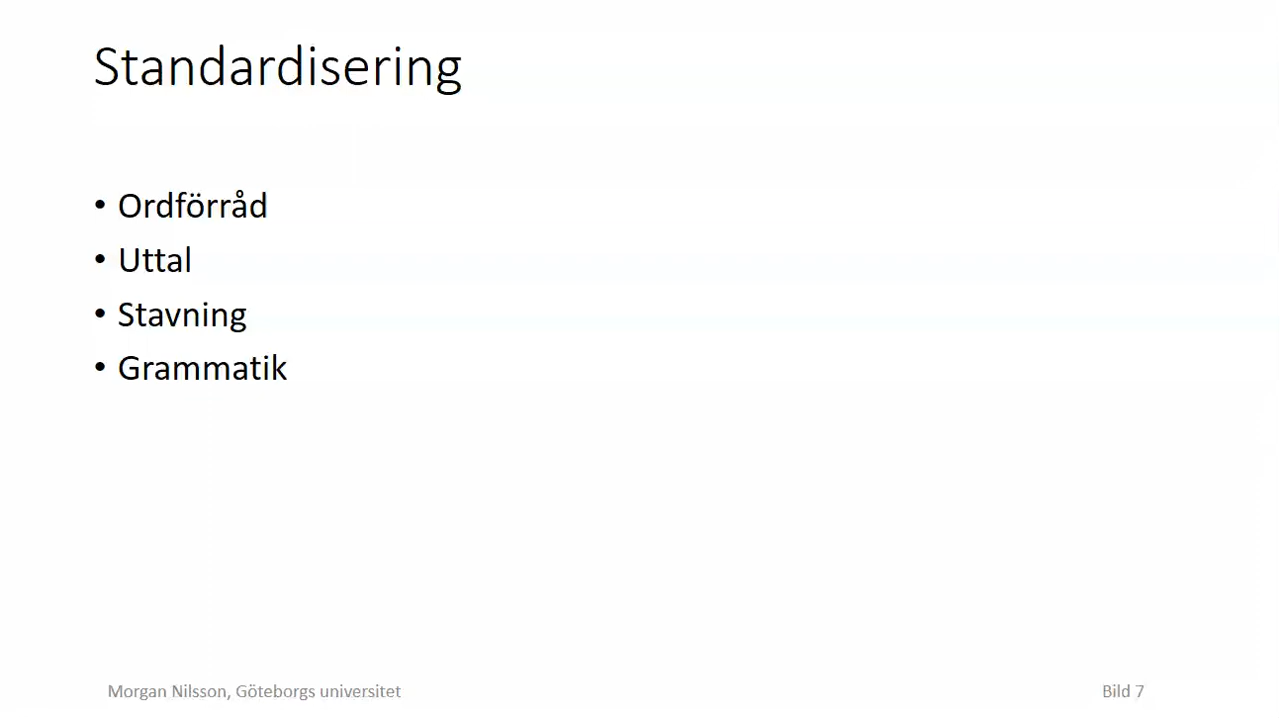 Standardisering
• Ordförråd
• Uttal
• Stavning
• Grammatik
Morgan Nilsson, Göteborgs universitet
Bild 7